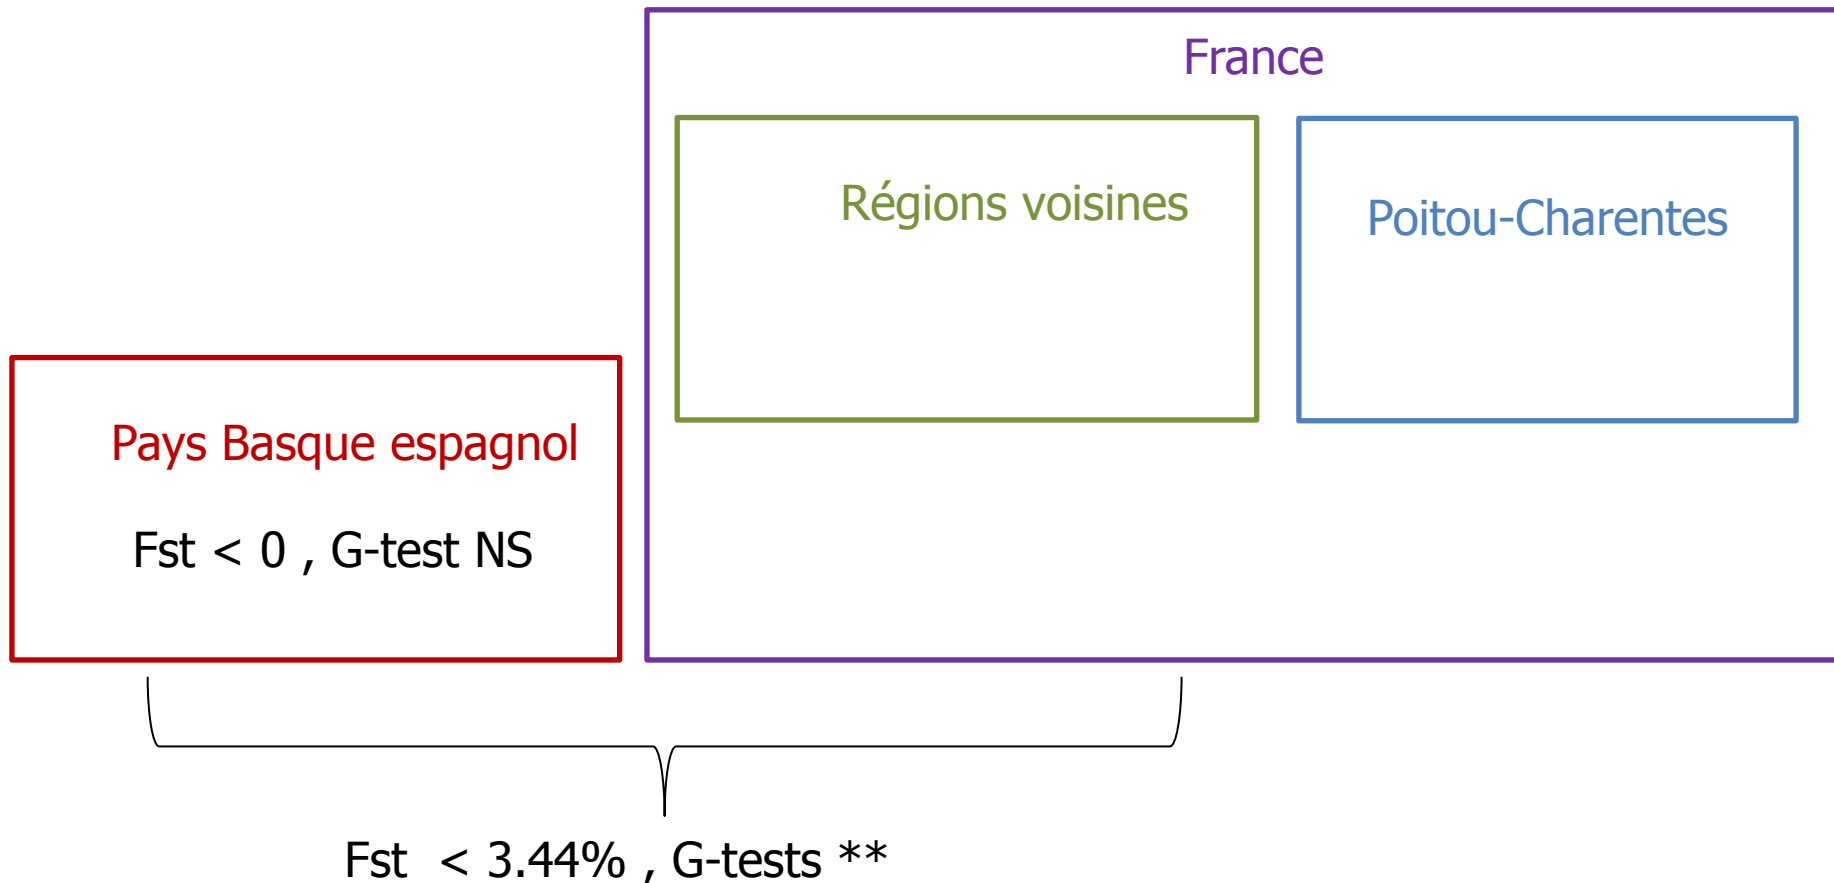 France
Régions voisines
Poitou-Charentes
Pays Basque espagnol
Fst < 0 , G-test NS
Fst < 3.44% , G-tests **